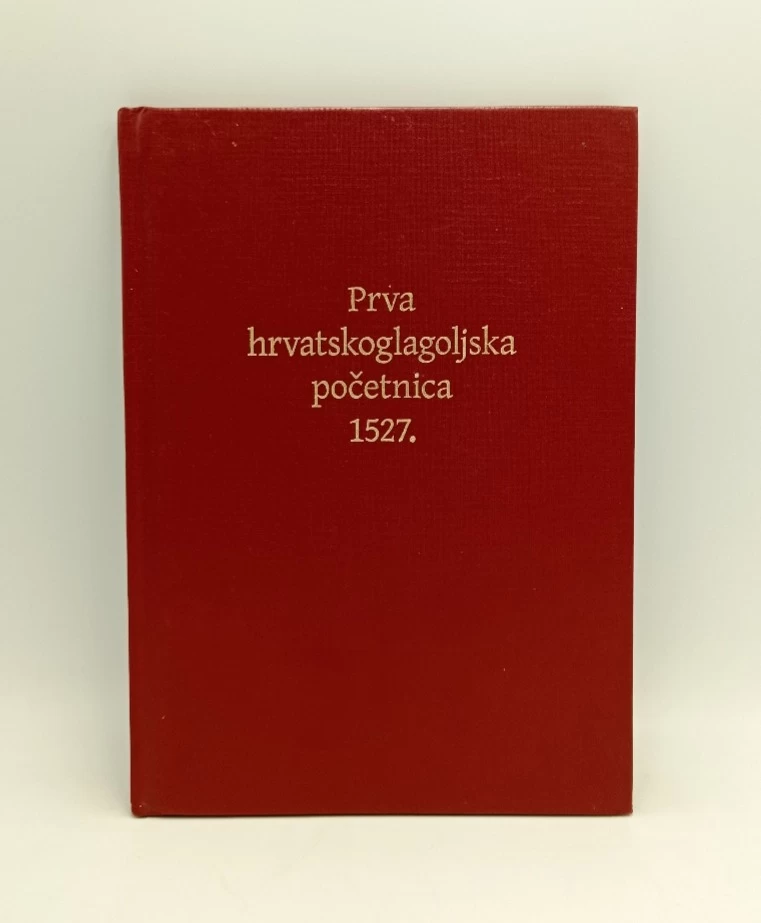 Prva
hrvatskoglagoljska
početnica
1527.